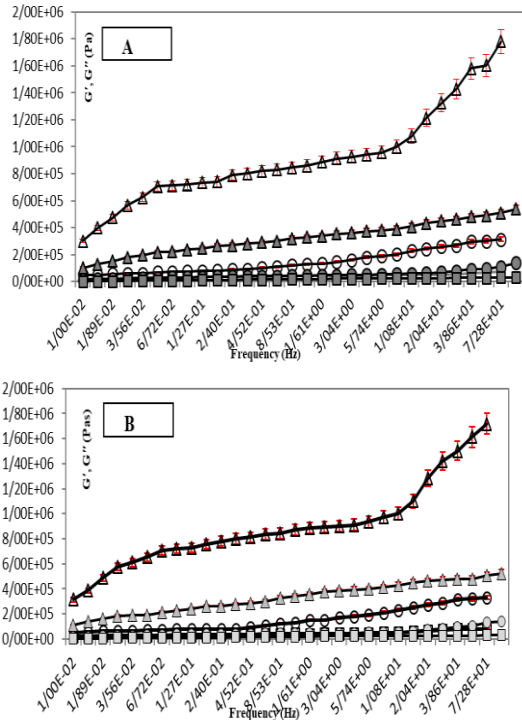 2/00E+06
1/80E+06
1/60E+06
1/40E+06
1/20E+06
1/00E+06
8/00E+05
6/00E+05
4/00E+05
2/00E+05
0/00E+00
G′, G″ (Pa)
A
1/00E-02
1/89E-02
3/56E-02
6/72E-02
1/27E-01
2/40E-01
4/52E-01
8/53E-01
1/61E+00
3/04E+00
5/74E+00
1/08E+01
2/04E+01
3/86E+01
7/28E+01
Frequency (Hz)
2/00E+06
1/80E+06
1/60E+06
1/40E+06
1/20E+06
1/00E+06
8/00E+05
6/00E+05
4/00E+05
2/00E+05
0/00E+00
G′, G″ (Pas)
B
1/00E-02
1/89E-02
3/56E-02
6/72E-02
1/27E-01
2/40E-01
4/52E-01
8/53E-01
1/61E+00
3/04E+00
5/74E+00
1/08E+01
2/04E+01
3/86E+01
7/28E+01
Frequency (Hz)